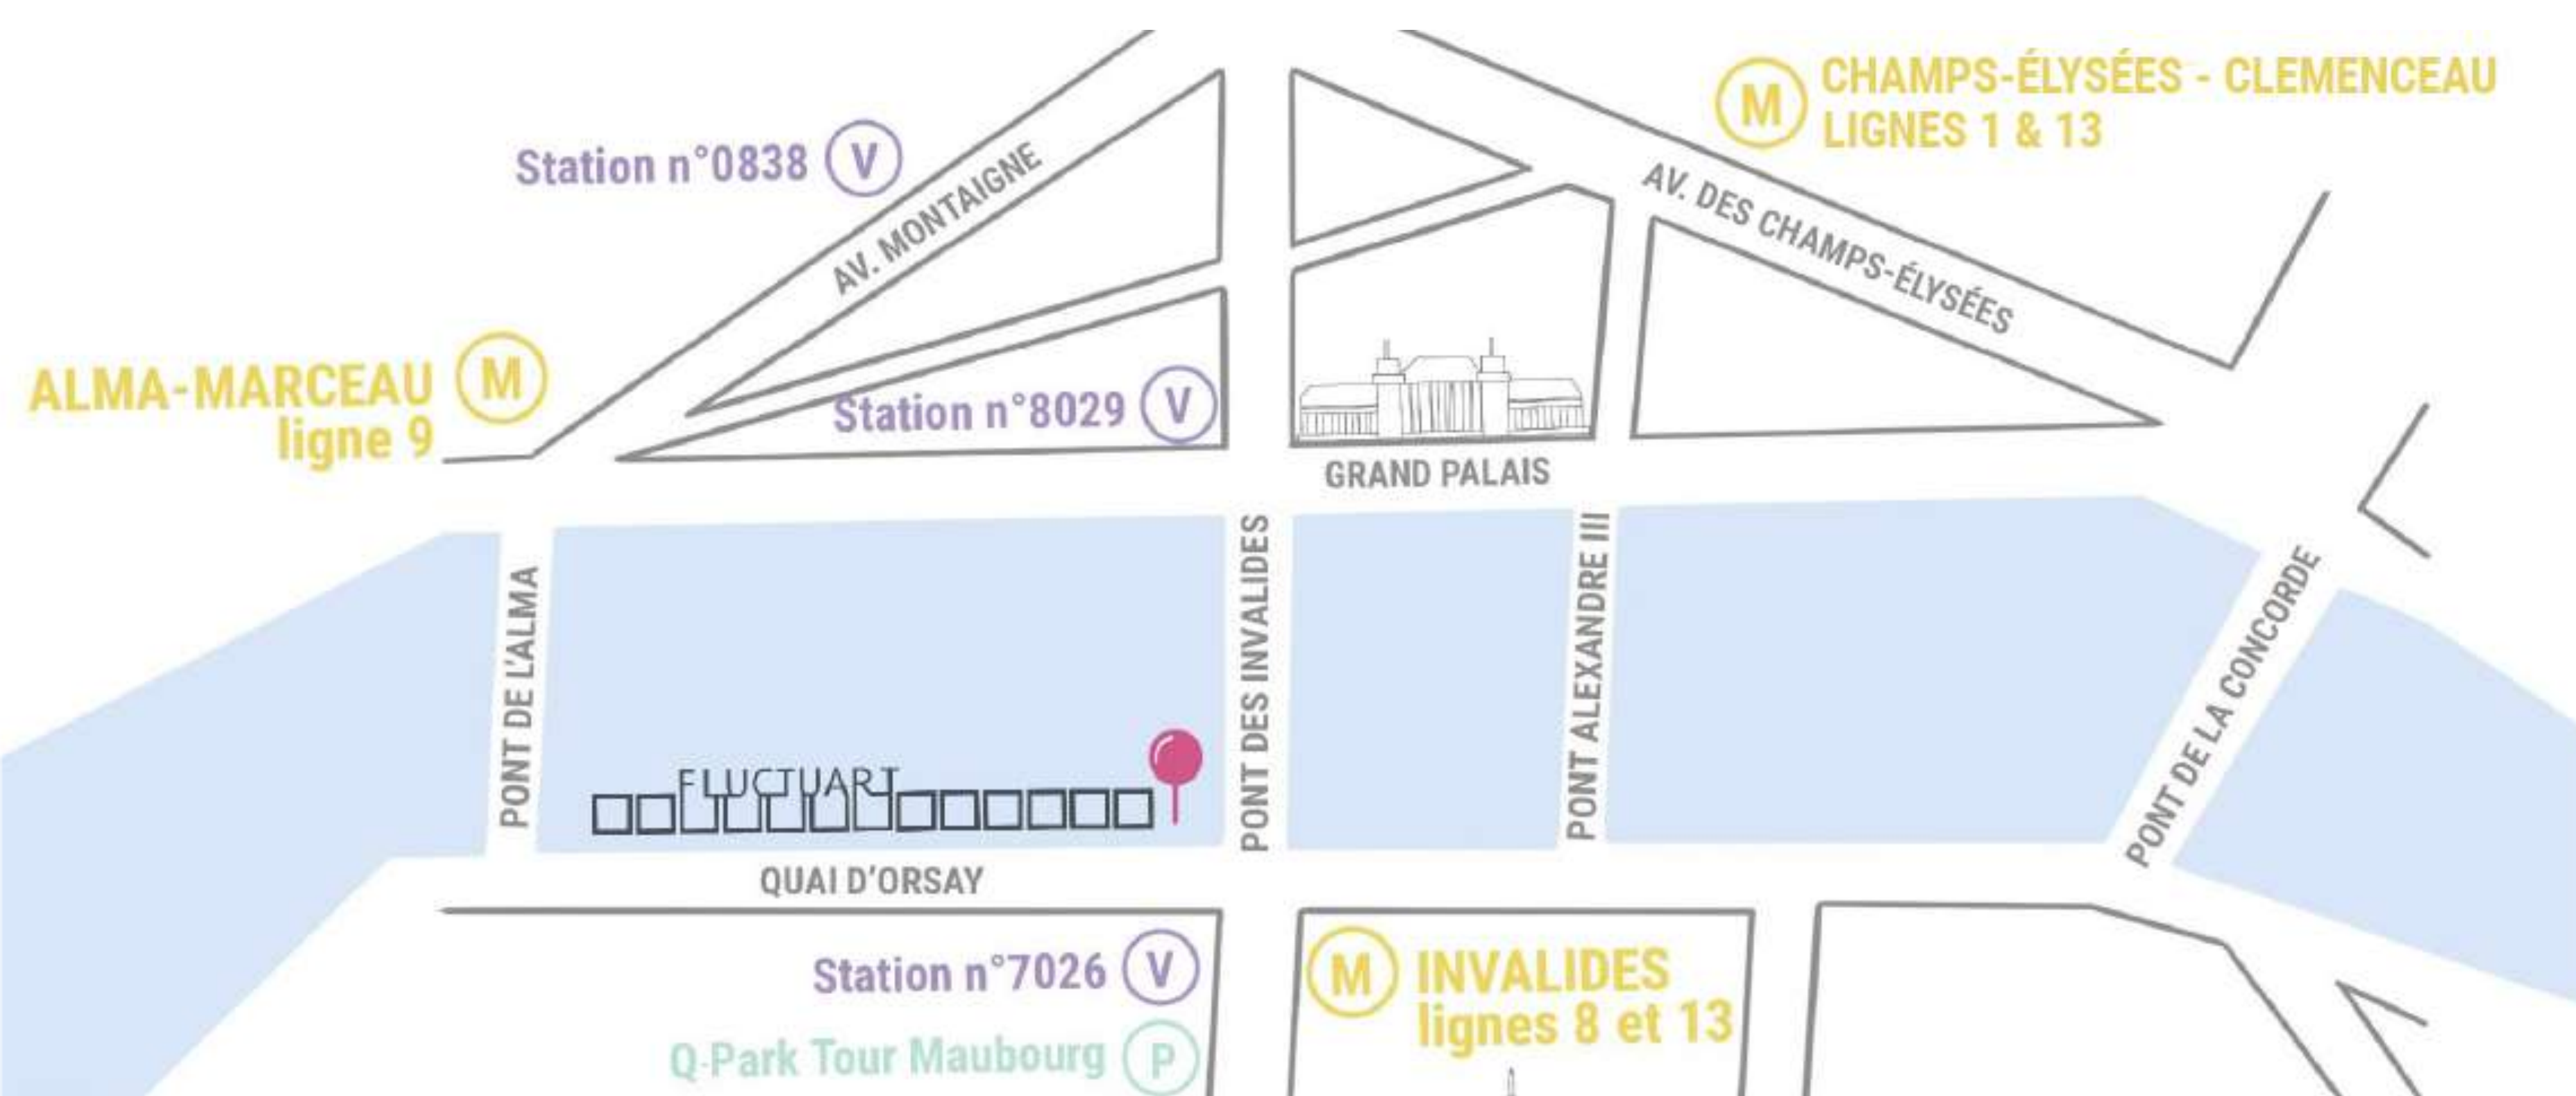 CHAMPS-ÉLYSÉES - CLEMENCEAU
LIGNES 1 & 13
M
Station n°0838
V
AV. MONTAIGNE
AV. DES CHAMPS-ÉLYSÉES
ALMA-MARCEAU
ligne 9
M
Station n°8029
V
GRAND PALAIS
PONT DE L'ALMA
PONT DES INVALIDES
PONT ALEXANDRE III
PONT DE LA CONCORDE
FLUCTUART
QUAI D'ORSAY
Station n°7026
V
M
INVALIDES
lignes 8 et 13
Q-Park Tour Maubourg
P